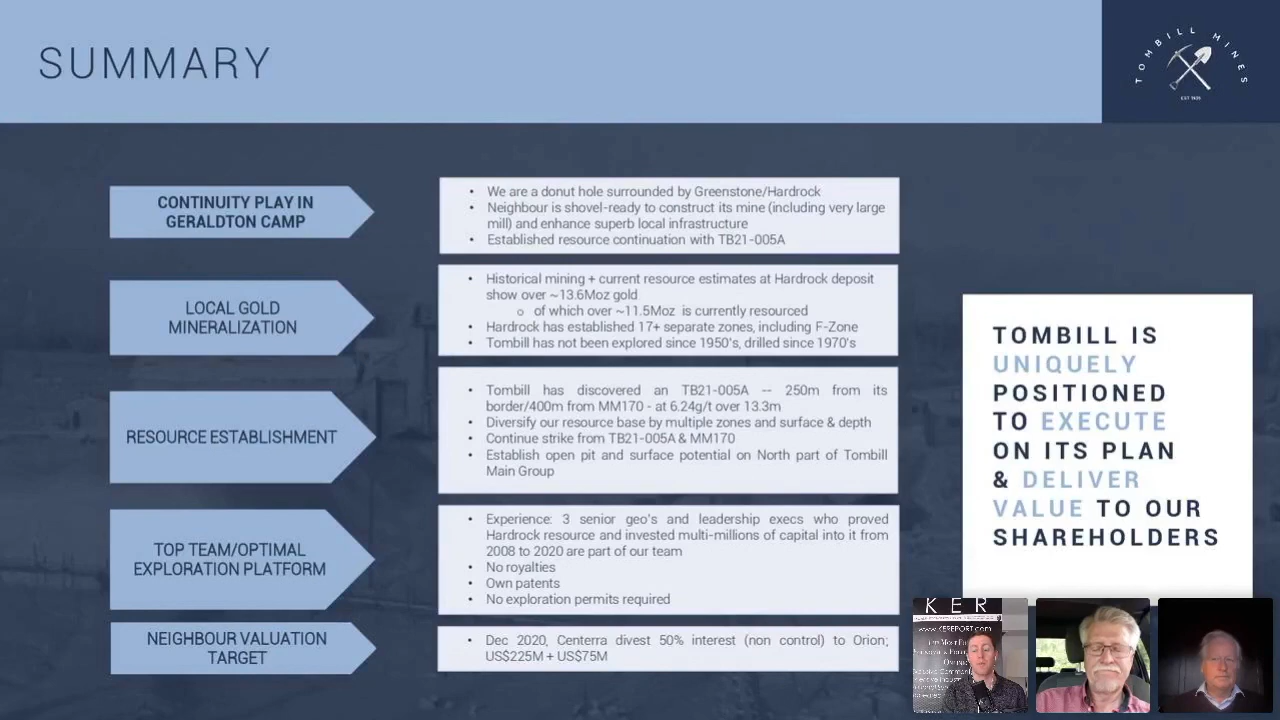 SUMMARY
TOMBILL MINES
EST 1935
CONTINUITY PLAY IN
GERALDTON CAMP
• We are a donut hole surrounded by Greenstone/Hardrock
• Neighbour is shovel-ready to construct its mine (including very large
mill) and enhance superb local infrastructure
• Established resource continuation with TB21-005A
LOCAL GOLD
MINERALIZATION
• Historical mining + current resource estimates at Hardrock deposit
show over ~13.6Moz gold
o of which over ~11.5Moz is currently resourced
• Hardrock has established 17+ separate zones, including F-Zone
• Tombill has not been explored since 1950's, drilled since 1970's
RESOURCE ESTABLISHMENT
• Tombill has discovered an TB21-005A -- 250m from its
border/400m from MM170 - at 6.24g/t over 13.3m
• Diversify our resource base by multiple zones and surface & depth
• Continue strike from TB21-005A & MM170
• Establish open pit and surface potential on North part of Tombill
Main Group
TOP TEAM/OPTIMAL
EXPLORATION PLATFORM
• Experience: 3 senior geo's and leadership execs who proved
Hardrock resource and invested multi-millions of capital into it from
2008 to 2020 are part of our team
• No royalties
• Own patents
• No exploration permits required
NEIGHBOUR VALUATION
TARGET
• Dec 2020, Centerra divest 50% interest (non control) to Orion;
US$225M + US$75M
TOMBILL IS
UNIQUELY
POSITIONED
TO EXECUTE
ON ITS PLAN
& DELIVER
VALUE TO OUR
SHAREHOLDERS
KER
www.KEREPORT.com